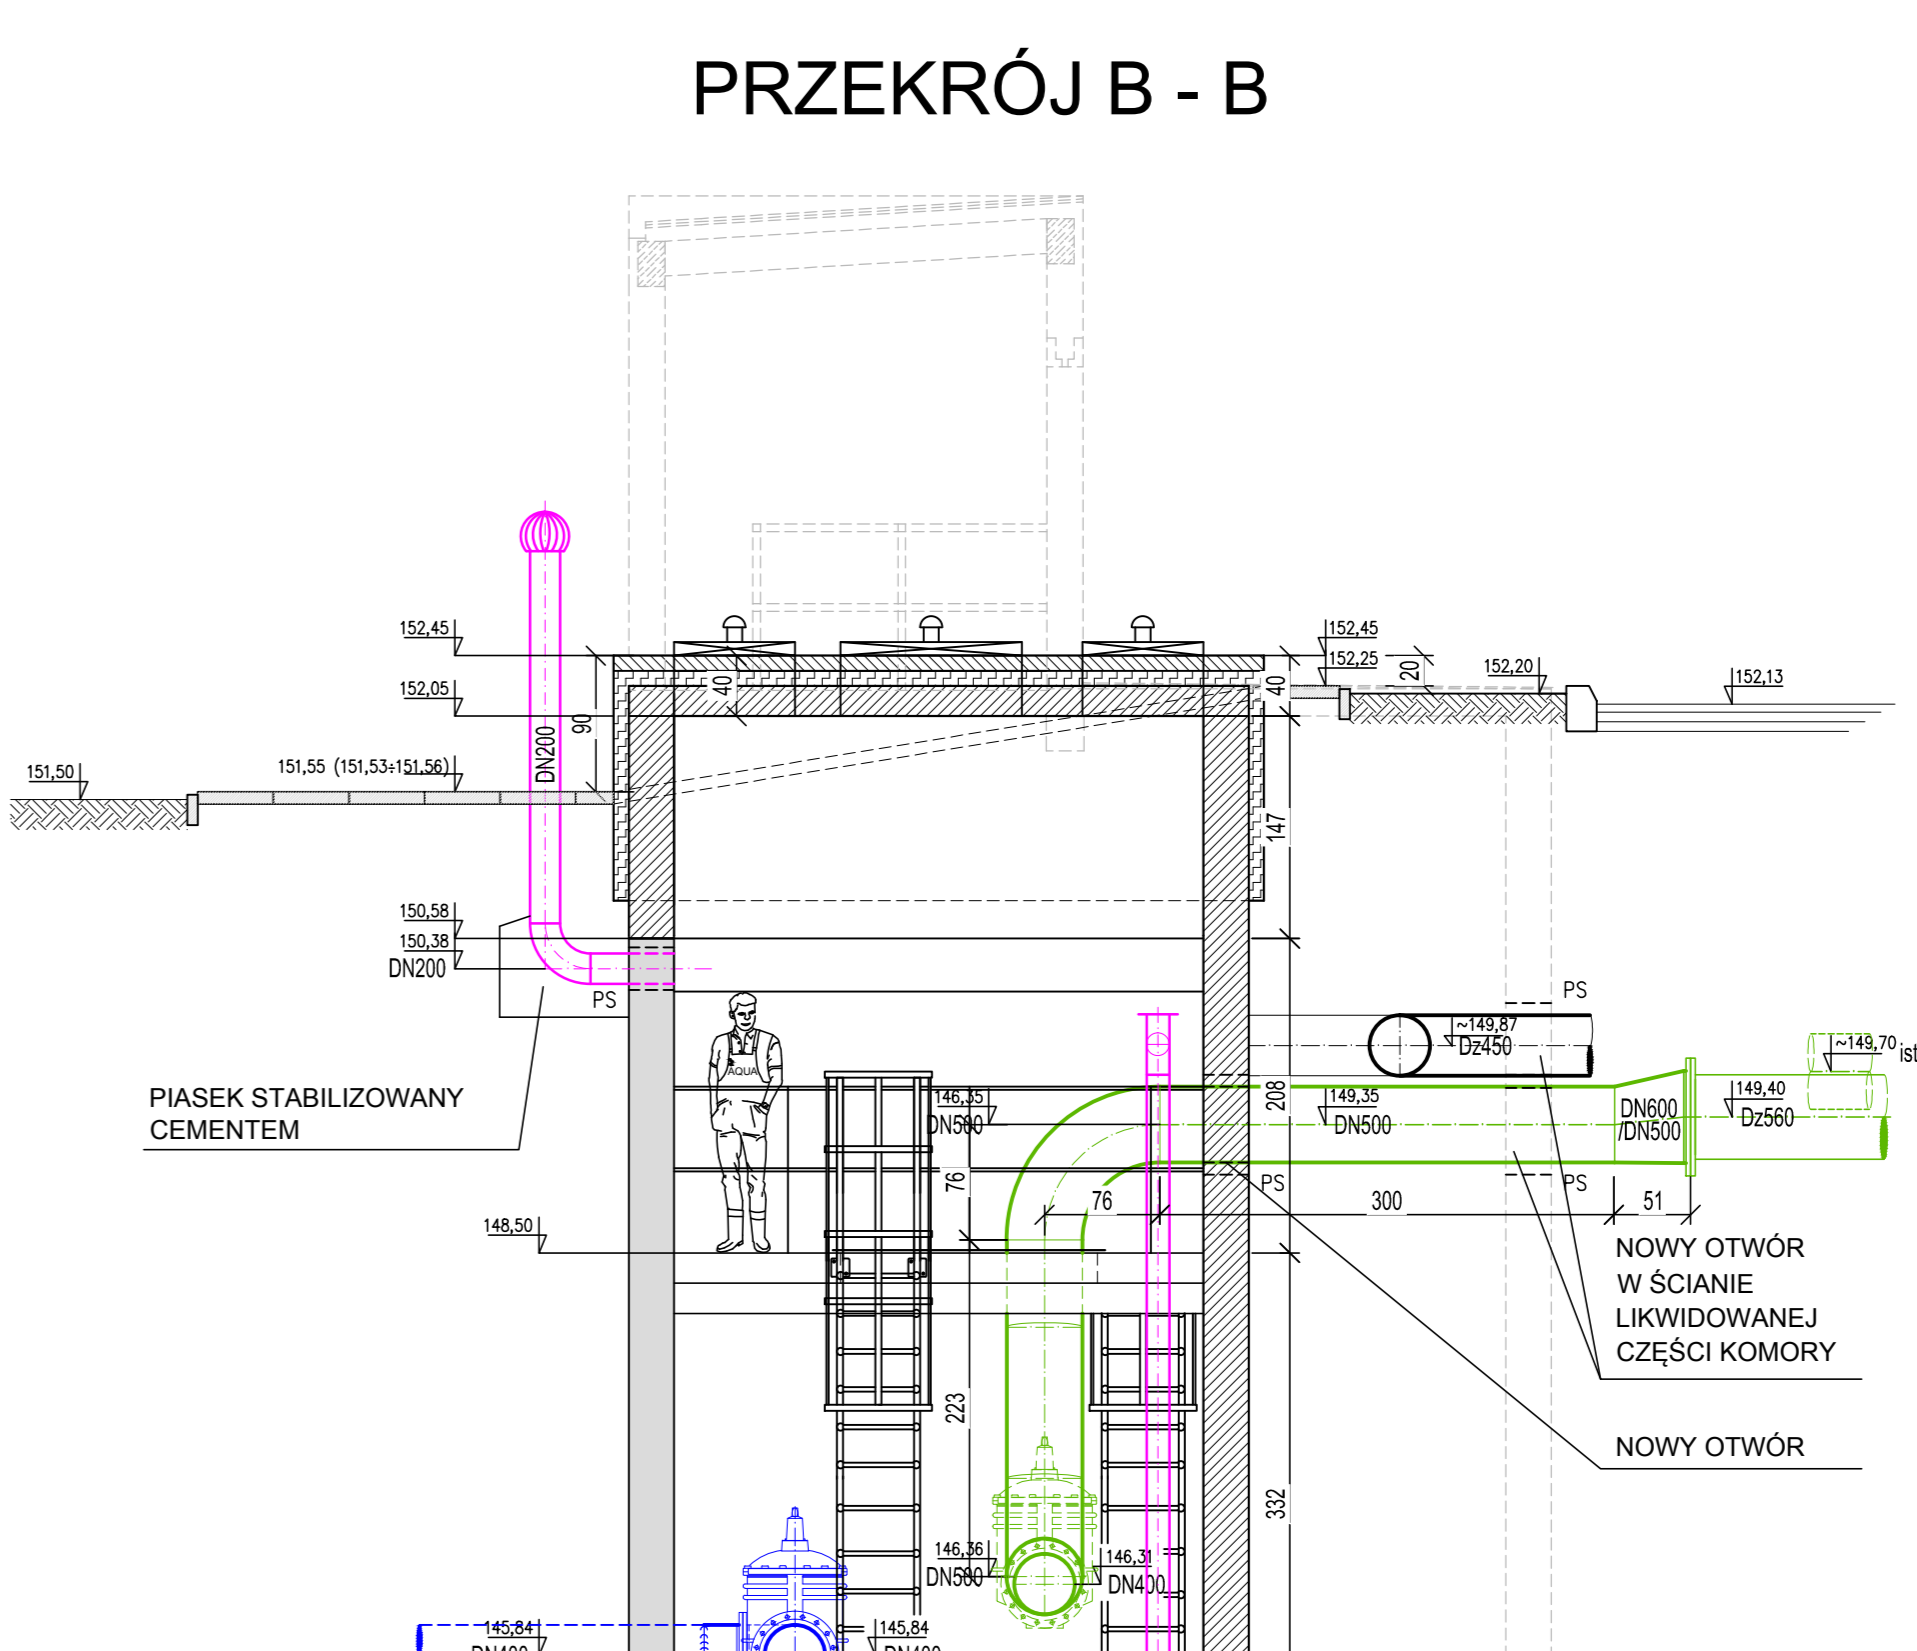 PRZEKRÓJ B - B
152,45
152,05
90
40
DN200
152,45
152,25
20
40
152,20
152,13
151,50
151,55 (151,53÷151,56)
147
150,58
150,38
DN200
PS
PIASEK STABILIZOWANY
CEMENTEM
AQUA
PS
~149,87
Dz450
~149,70 ist
146,35
DN500
149,35
DN500
208
DN600
/DN500
149,40
Dz560
76
PS
PS
76
300
51
148,50
NOWY OTWÓR
W ŚCIANIE
LIKWIDOWANEJ
CZĘŚCI KOMORY
223
NOWY OTWÓR
332
146,36
DN500
146,31
DN400
145,84
DN400
145,84
DN400